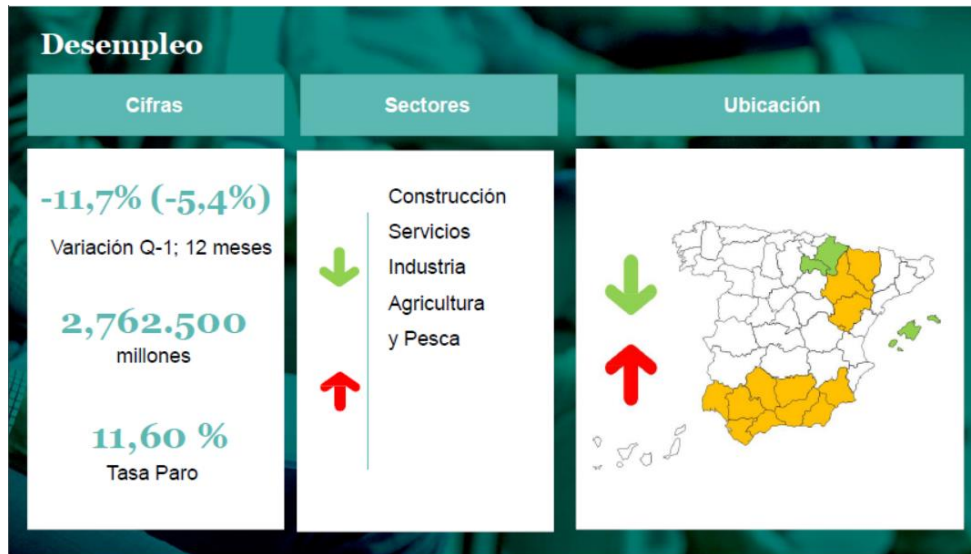 Desempleo
Cifras
Sectores
Ubicación
-11,7% (-5,4%)
Variación Q-1; 12 meses
2,762.500
millones
11,60 %
Tasa Paro
Construcción
Servicios
Industria
Agricultura
y Pesca